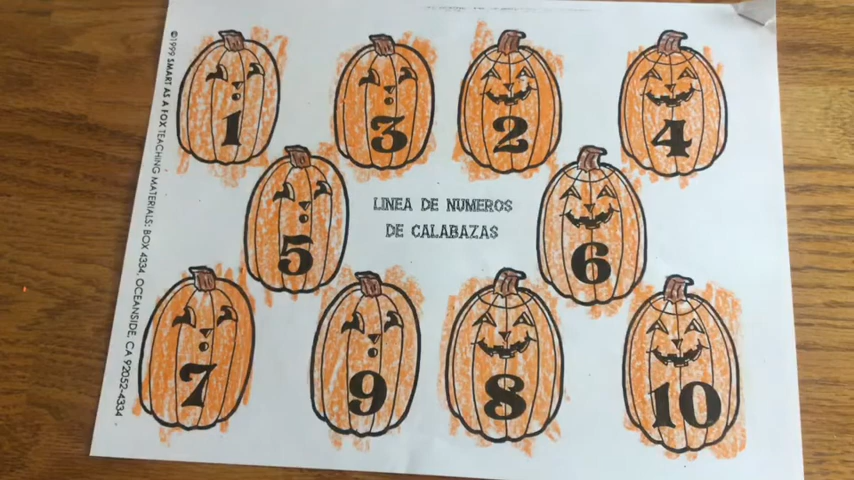 ©1999 SMART AS A FOX TEACHING MATERIALS: BOX 4334, OCEANSIDE, CA 92052-4334
1 3 2 4
LINEA DE NUMEROS
DE CALABAZAS
5 6
7 9 8 10